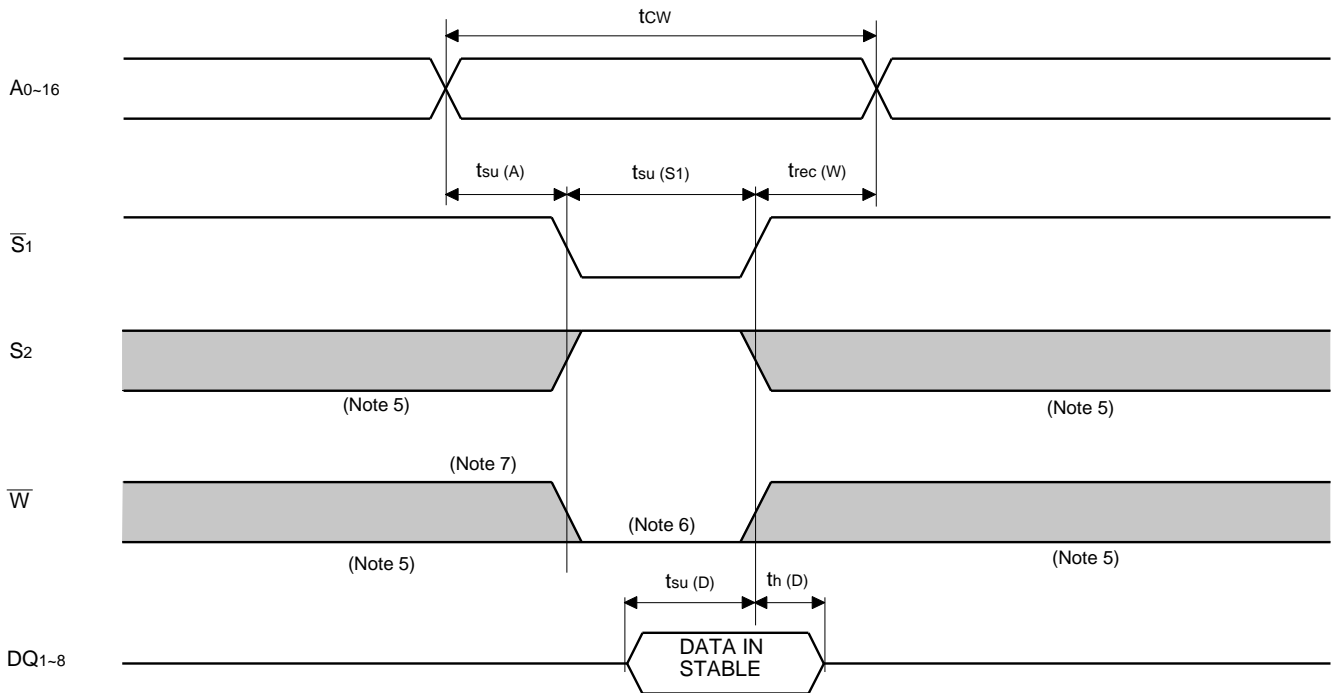 tCW
A0~16
tsu (A) tsu (S1) trec (W)
S̅1
S2
(Note 5) (Note 5)
(Note 7)
W̅
(Note 6)
(Note 5) (Note 5)
tsu (D) th (D)
DQ1~8
DATA IN
STABLE